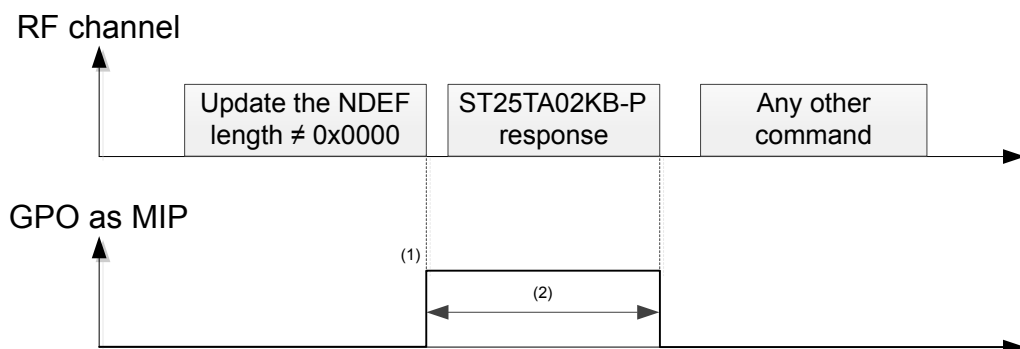 RF channel
Update the NDEF
length ≠ 0x0000
ST25TA02KB-P
response
Any other
command
GPO as MIP
(1)
(2)